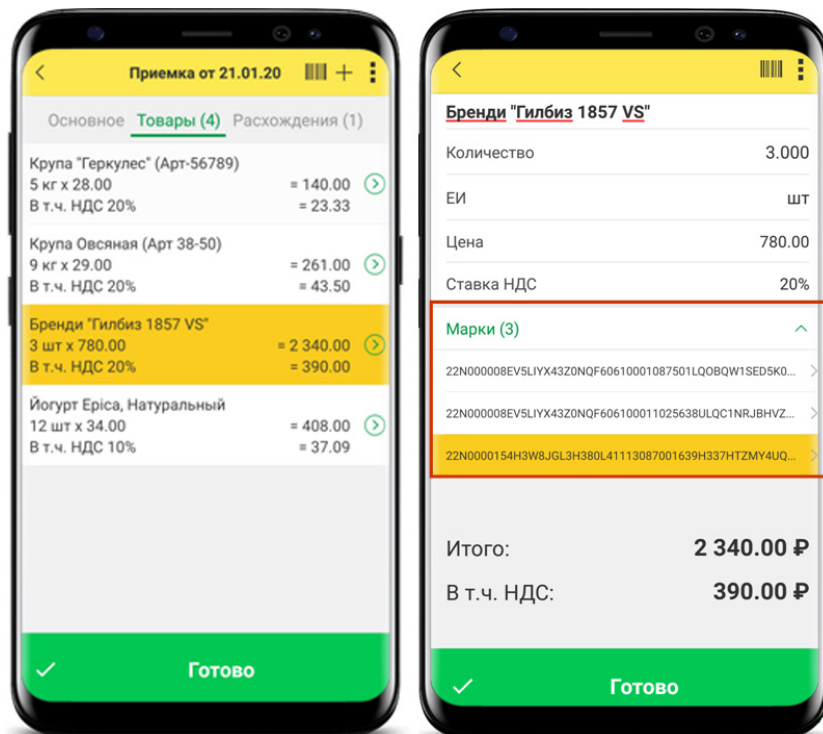 Приемка от 21.01.20
Основное Товары (4) Расхождения (1)
Крупа "Геркулес" (Арт-56789)
5 кг x 28.00 = 140.00
В т.ч. НДС 20% = 23.33
Крупа Овсяная (Арт 38-50)
9 кг x 29.00 = 261.00
В т.ч. НДС 20% = 43.50
Бренди "Гилбиз 1857 VS"
3 шт x 780.00 = 2 340.00
В т.ч. НДС 20% = 390.00
Йогурт Epica, Натуральный
12 шт x 34.00 = 408.00
В т.ч. НДС 10% = 37.09
Готово
Бренди "Гилбиз 1857 VS"
Количество 3.000
ЕИ шт
Цена 780.00
Ставка НДС 20%
Марки (3)
22N000008EV5LIYX43Z0NQF60610001087501LQOBQW1SED5K0...
22N000008EV5LIYX43Z0NQF606100011025638ULQC1NRJBHVZ...
22N0000154H3W8JGL3H380L41113087001639H337HTZMY4UQ...
Итого: 2 340.00 ₽
В т.ч. НДС: 390.00 ₽
Готово